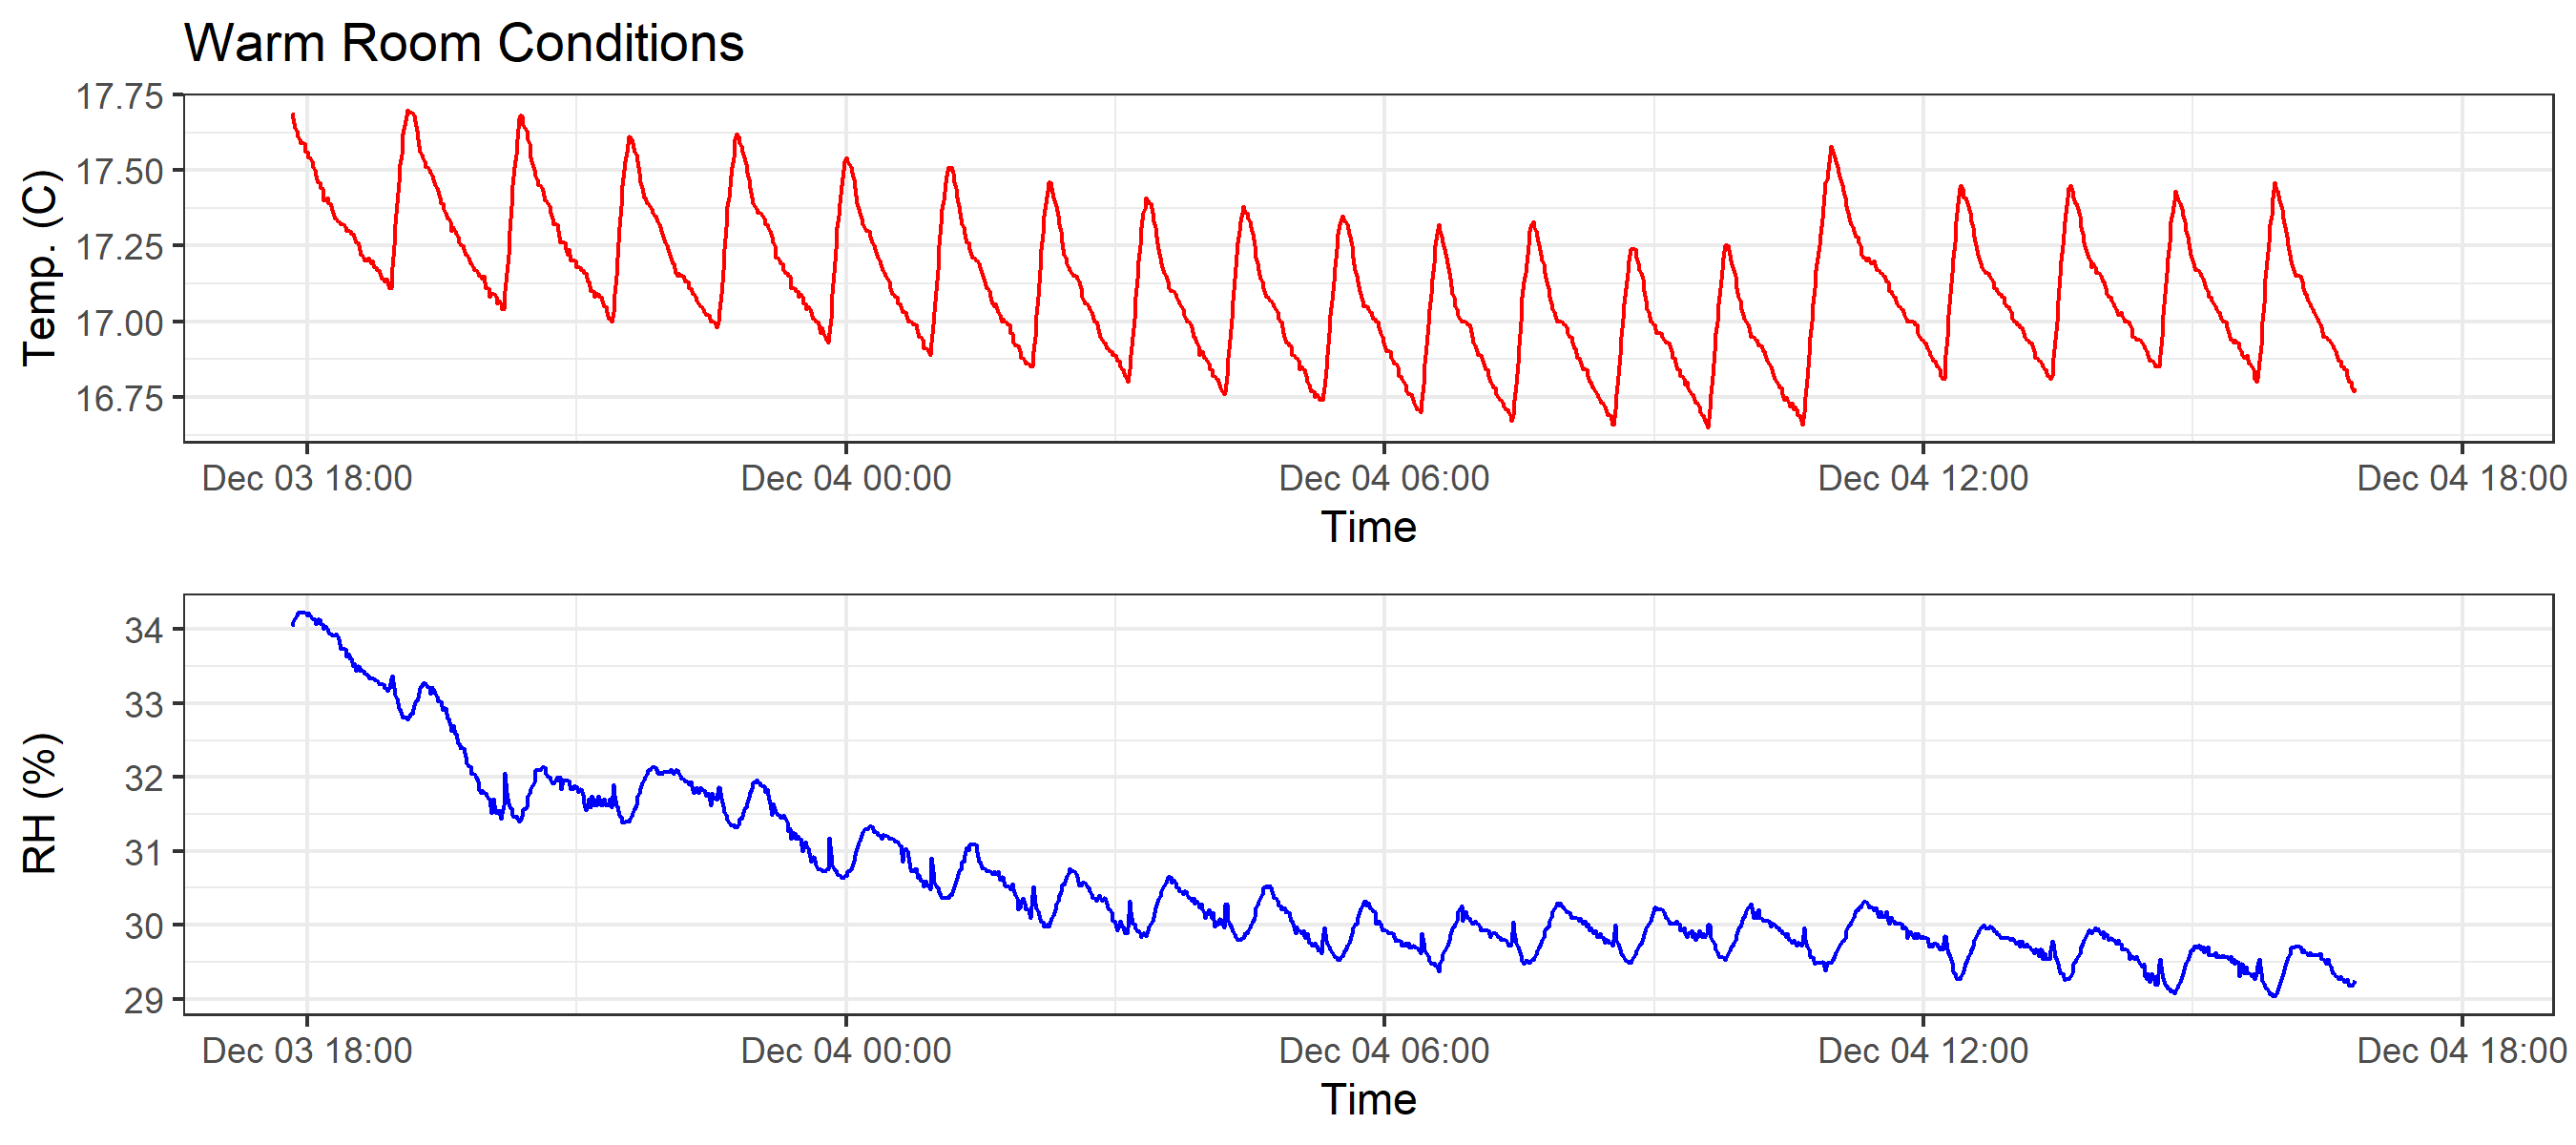 Warm Room Conditions
Temp. (C)
17.75
17.50
17.25
17.00
16.75
Dec 03 18:00 Dec 04 00:00 Dec 04 06:00 Dec 04 12:00 Dec 04 18:00
Time
RH (%)
34
33
32
31
30
29
Dec 03 18:00 Dec 04 00:00 Dec 04 06:00 Dec 04 12:00 Dec 04 18:00
Time